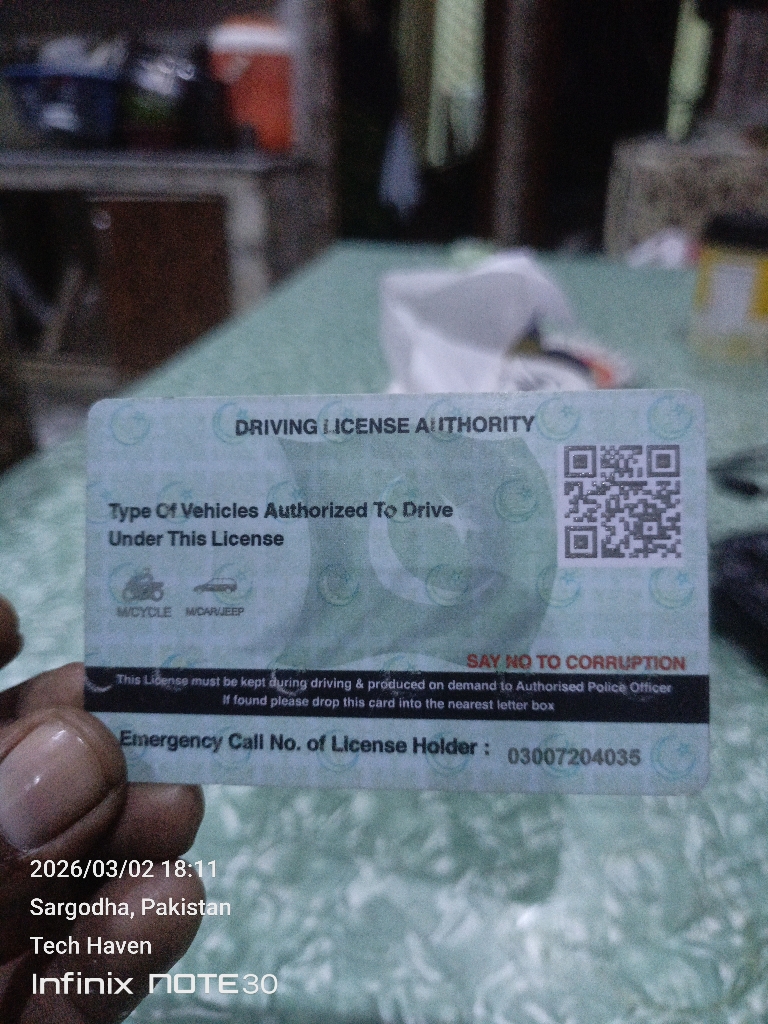 DRIVING LICENSE AUTHORITY
Type Of Vehicles Authorized To Drive
Under This License
M/CYCLE M/CAR/JEEP
SAY NO TO CORRUPTION
This License must be kept during driving & produced on demand to Authorised Police Officer
If found please drop this card into the nearest letter box
Emergency Call No. of License Holder : 03007204035
2026/03/02 18:11
Sargodha, Pakistan
Tech Haven
Infinix NOTE30